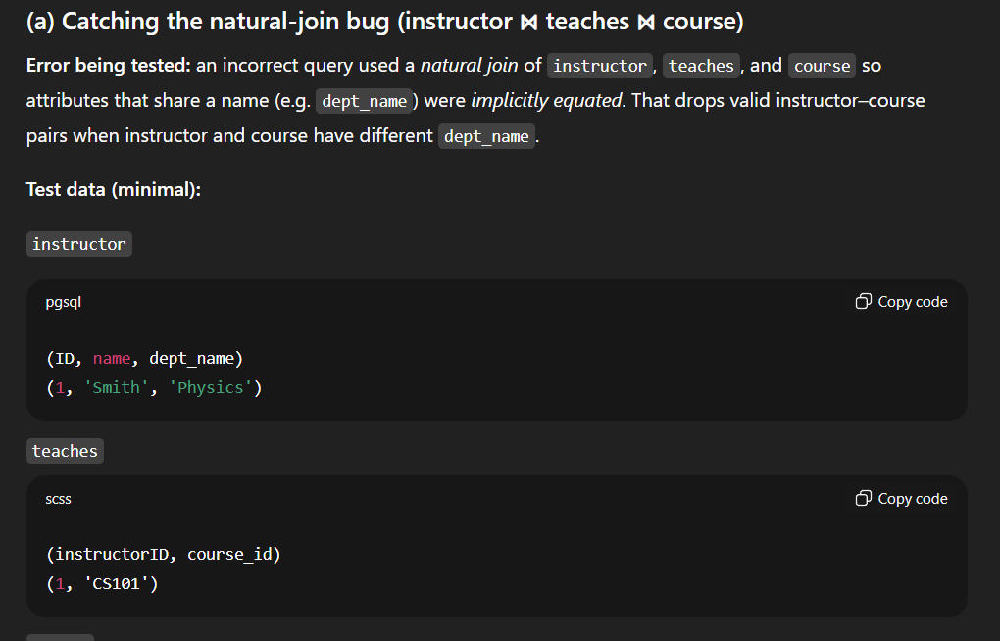 (a) Catching the natural-join bug (instructor ⋈ teaches ⋈ course)
Error being tested: an incorrect query used a natural join of instructor, teaches, and course so
attributes that share a name (e.g. dept_name) were implicitly equated. That drops valid instructor–course
pairs when instructor and course have different dept_name.
Test data (minimal):
instructor
pgsql Copy code
(ID, name, dept_name)
(1, 'Smith', 'Physics')
teaches
scss Copy code
(instructorID, course_id)
(1, 'CS101')